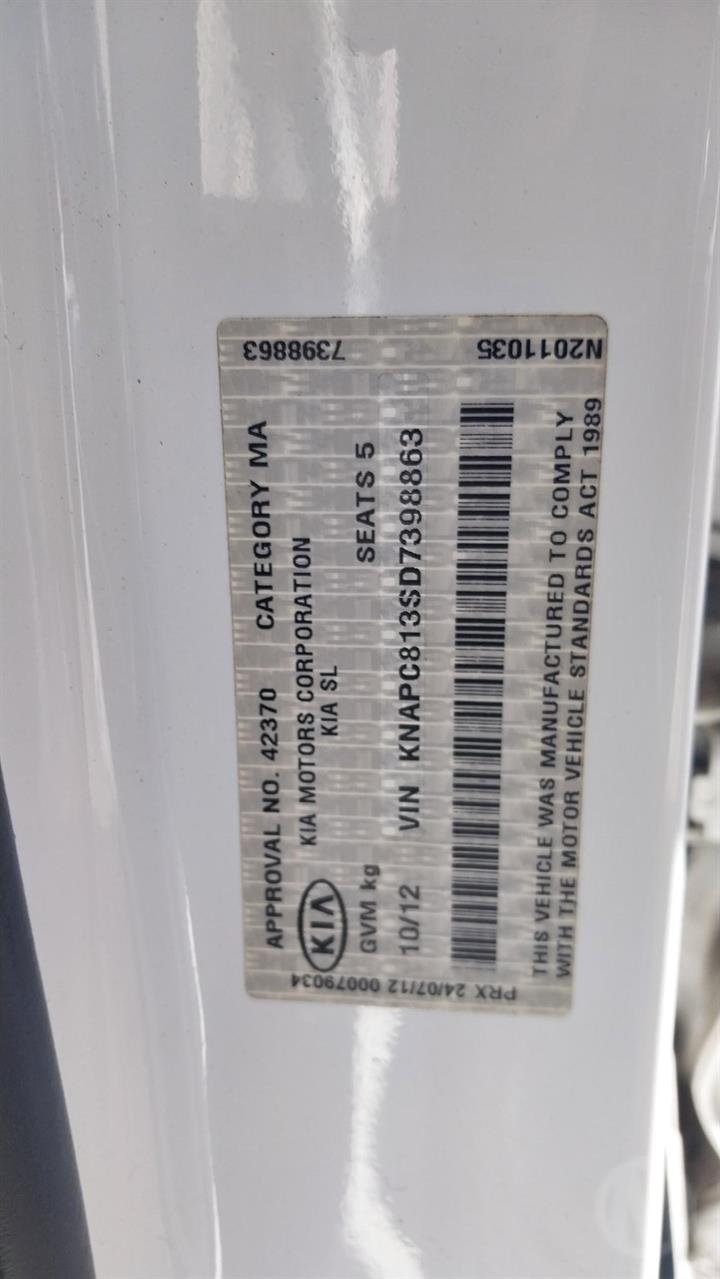 APPROVAL NO. 42370 CATEGORY MA
KIA MOTORS CORPORATION
KIA
KIA SL
GVM kg SEATS 5
10/12 VIN KNAPC813SD7398863
THIS VEHICLE WAS MANUFACTURED TO COMPLY
WITH THE MOTOR VEHICLE STANDARDS ACT 1989
PRX 24/07/12 00079034
7398863
N2011035